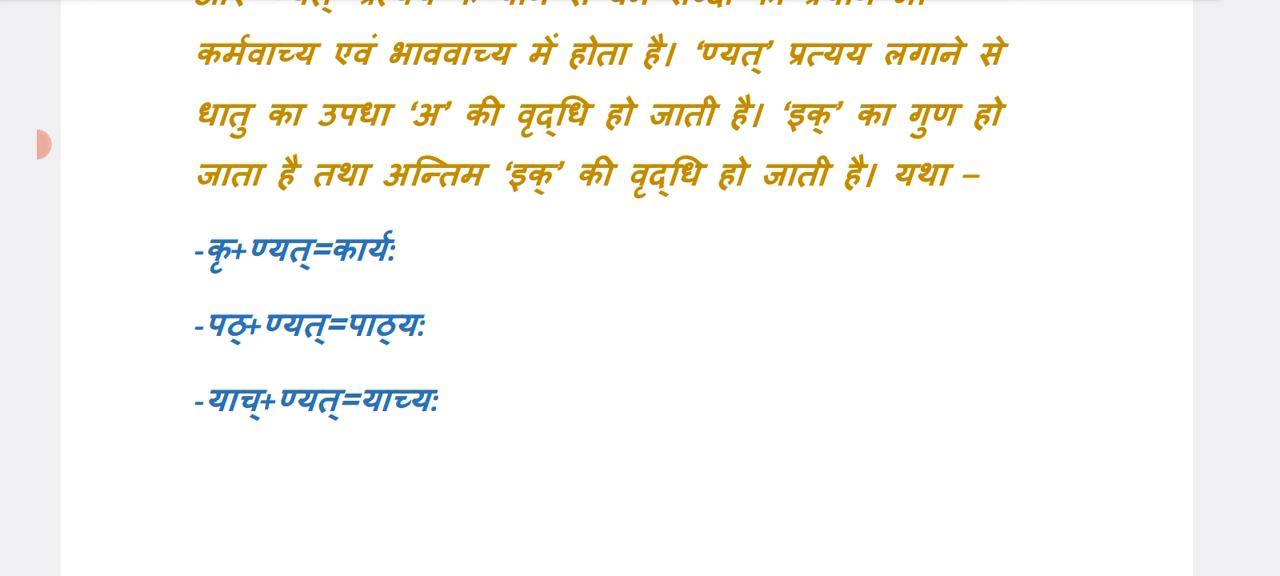 कर्मवाच्य एवं भाववाच्य में होता है। ‘ण्यत्’ प्रत्यय लगाने से
धातु का उपधा ‘अ’ की वृद्धि हो जाती है। ‘इक्’ का गुण हो
जाता है तथा अन्तिम ‘इक्’ की वृद्धि हो जाती है। यथा –
-कृ+ण्यत्=कार्य:
-पठ्+ण्यत्=पाठ्य:
-याच्+ण्यत्=याच्य: